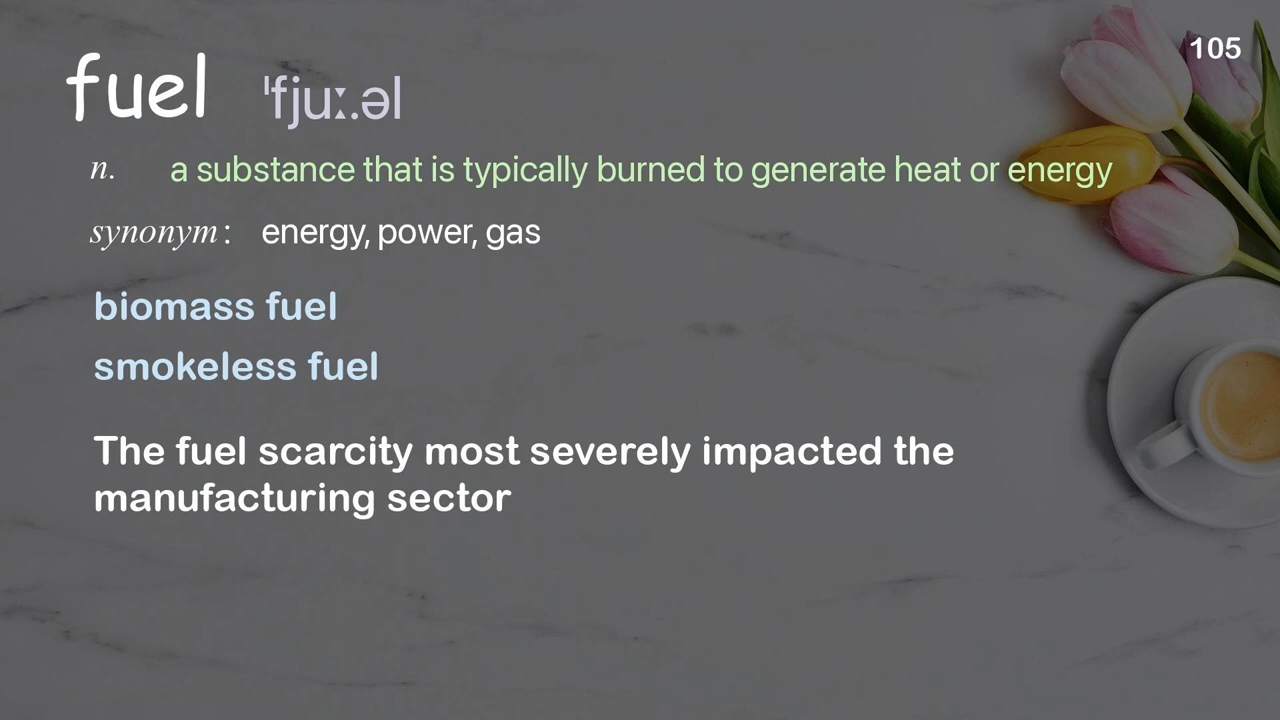 105
fuel ˈfjuː.əl
n. a substance that is typically burned to generate heat or energy
synonym : energy, power, gas
biomass fuel
smokeless fuel
The fuel scarcity most severely impacted the
manufacturing sector